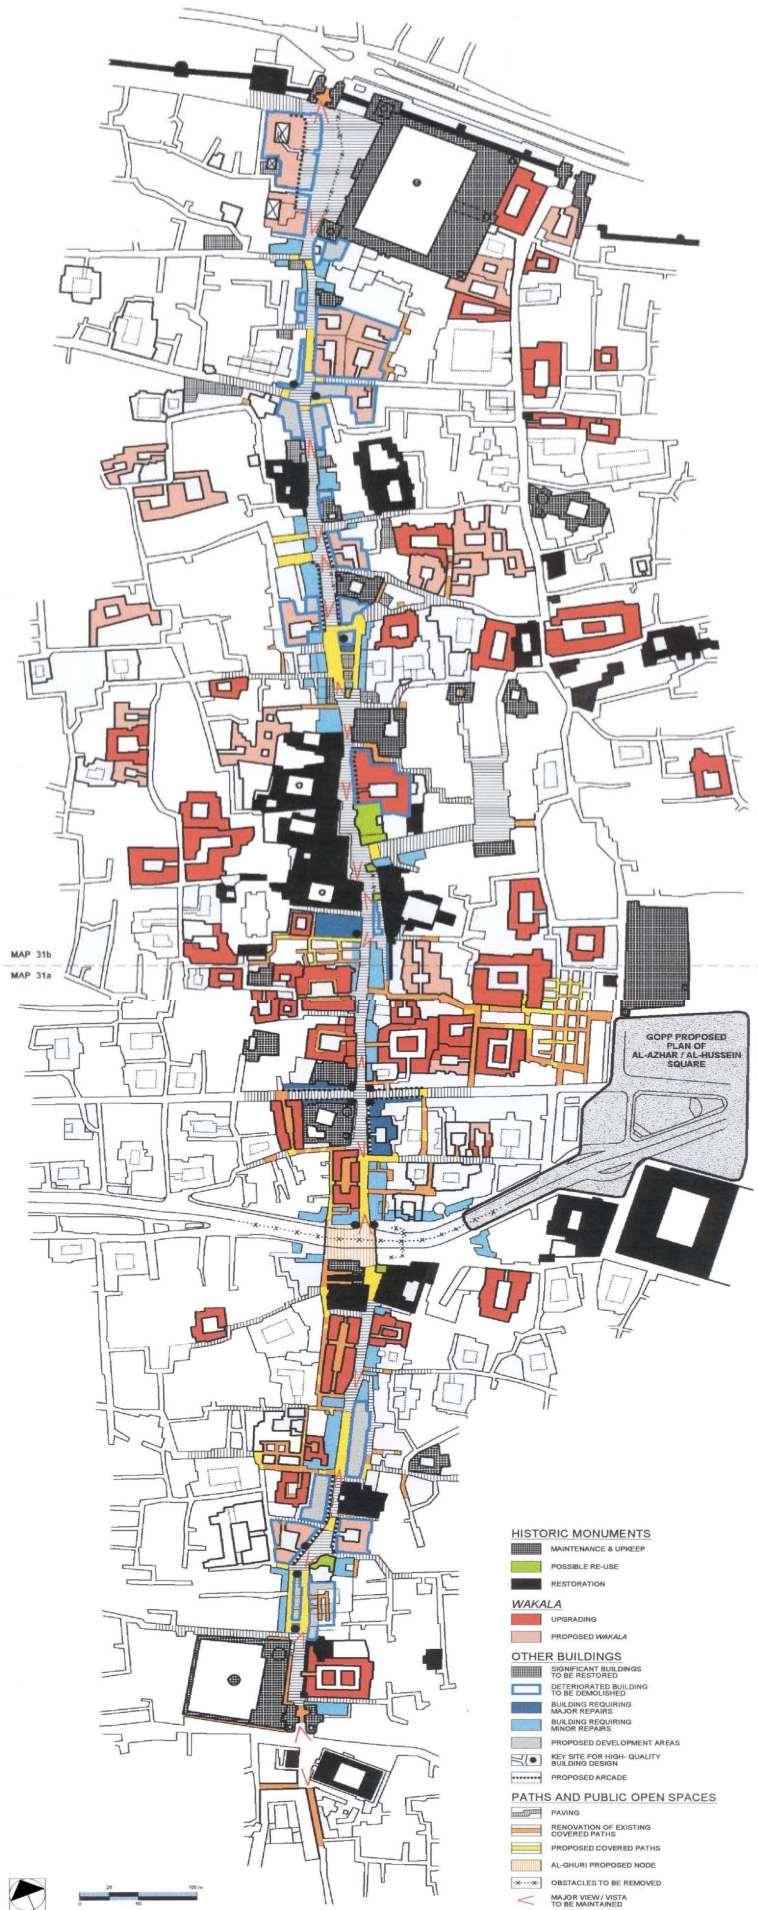 MAP 31b
MAP 31a
GOPP PROPOSED
PLAN OF
AL-AZHAR / AL-HUSSEIN
SQUARE
HISTORIC MONUMENTS
MAINTENANCE & UPKEEP
POSSIBLE RE-USE
RESTORATION
WAKALA
UPGRADING
PROPOSED WAKALA
OTHER BUILDINGS
SIGNIFICANT BUILDINGS
TO BE RESTORED
DETERIORATED BUILDING
TO BE DEMOLISHED
BUILDING REQUIRING
MAJOR REPAIRS
BUILDING REQUIRING
MINOR REPAIRS
PROPOSED DEVELOPMENT AREAS
KEY SITE FOR HIGH- QUALITY
BUILDING DESIGN
PROPOSED ARCADE
PATHS AND PUBLIC OPEN SPACES
PAVING
RENOVATION OF EXISTING
COVERED PATHS
PROPOSED COVERED PATHS
AL-GHURI PROPOSED NODE
OBSTACLES TO BE REMOVED
MAJOR VIEW / VISTA
TO BE MAINTAINED
25 100 m
0 50